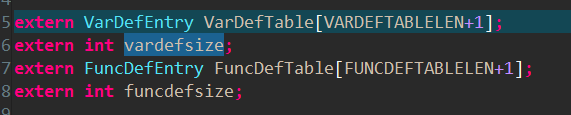 5 extern VarDefEntry VarDefTable[VARDEFTABLELEN+1];
6 extern int vardefsize;
7 extern FuncDefEntry FuncDefTable[FUNCDEFTABLELEN+1];
8 extern int funcdefsize;
9